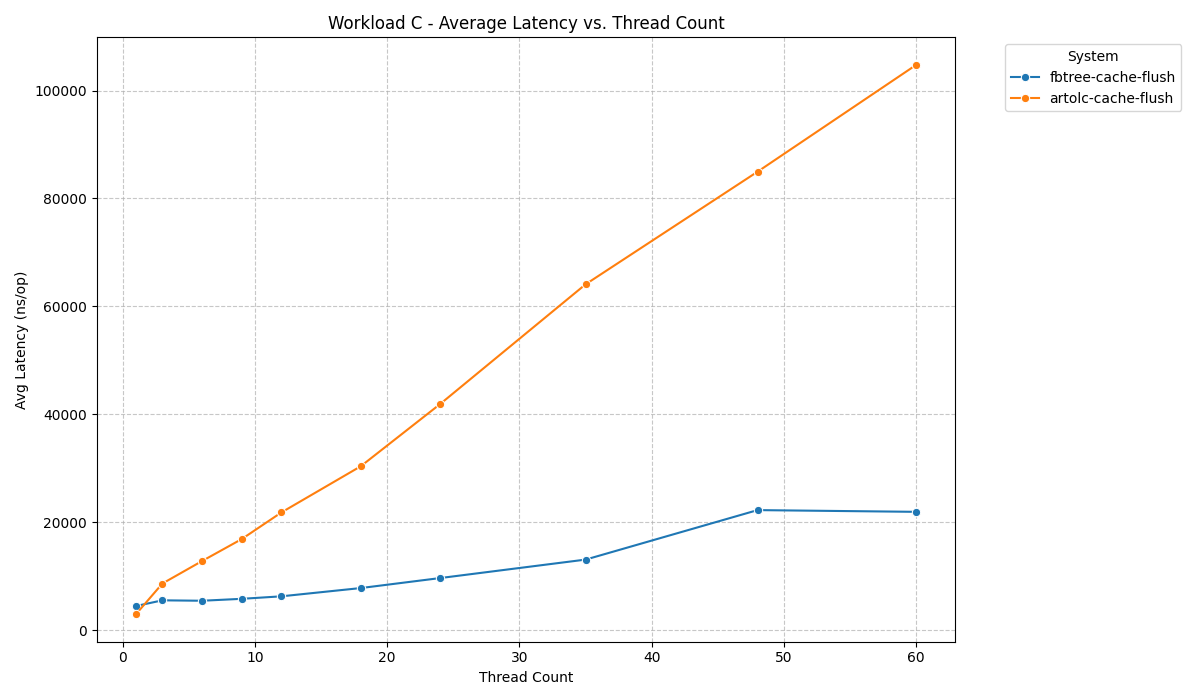 Workload C - Average Latency vs. Thread Count
System
fbtree-cache-flush
artolc-cache-flush
Avg Latency (ns/op)
100000
80000
60000
40000
20000
0
0 10 20 30 40 50 60
Thread Count